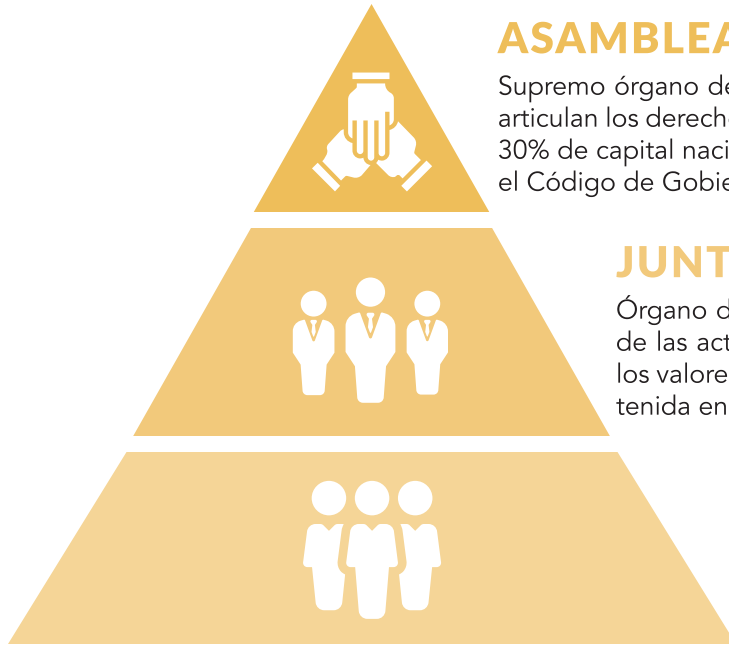 ASAMBLEA
Supremo órgano de
articulan los derech
30% de capital naci
el Código de Gobie
JUNT
Órgano d
de las act
los valore
tenida en